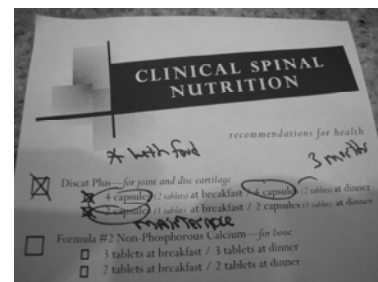 CLINICAL SPINAL
NUTRITION
recommendations for health
* with food
3 months
Discat Plus—for joint and disc cartilage
4 capsules (2 tablets) at breakfast / 4 capsules (2 tablets) at dinner
2 capsules (1 tablet) at breakfast / 2 capsules (1 tablet) at dinner
maintenance
Formula #2 Non-Phosphorous Calcium—for bone
3 tablets at breakfast / 3 tablets at dinner
2 tablets at breakfast / 2 tablets at dinner